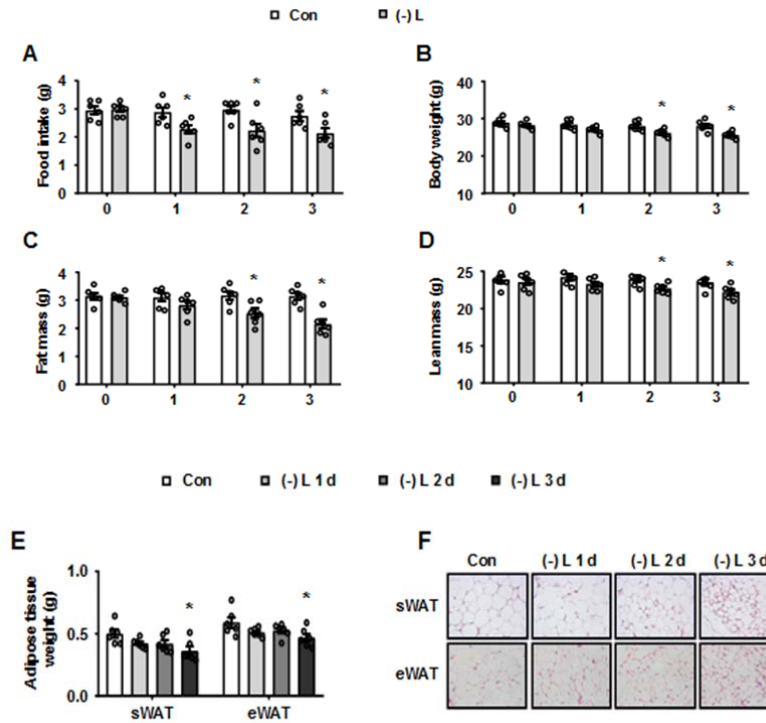 Con (-) L
A
Food intake (g)
4
3
2
1
0
* * *
0 1 2 3
B
Body weight (g)
40
30
20
10
* *
0 1 2 3
C
Fat mass (g)
4
3
2
1
0
* *
0 1 2 3
D
Lean mass (g)
25
20
15
10
* *
0 1 2 3
Con (-) L 1 d (-) L 2 d (-) L 3 d
E
Adipose tissue
weight (g)
1.0
0.5
0.0
* *
sWAT eWAT
F
Con (-) L 1 d (-) L 2 d (-) L 3 d
sWAT
eWAT